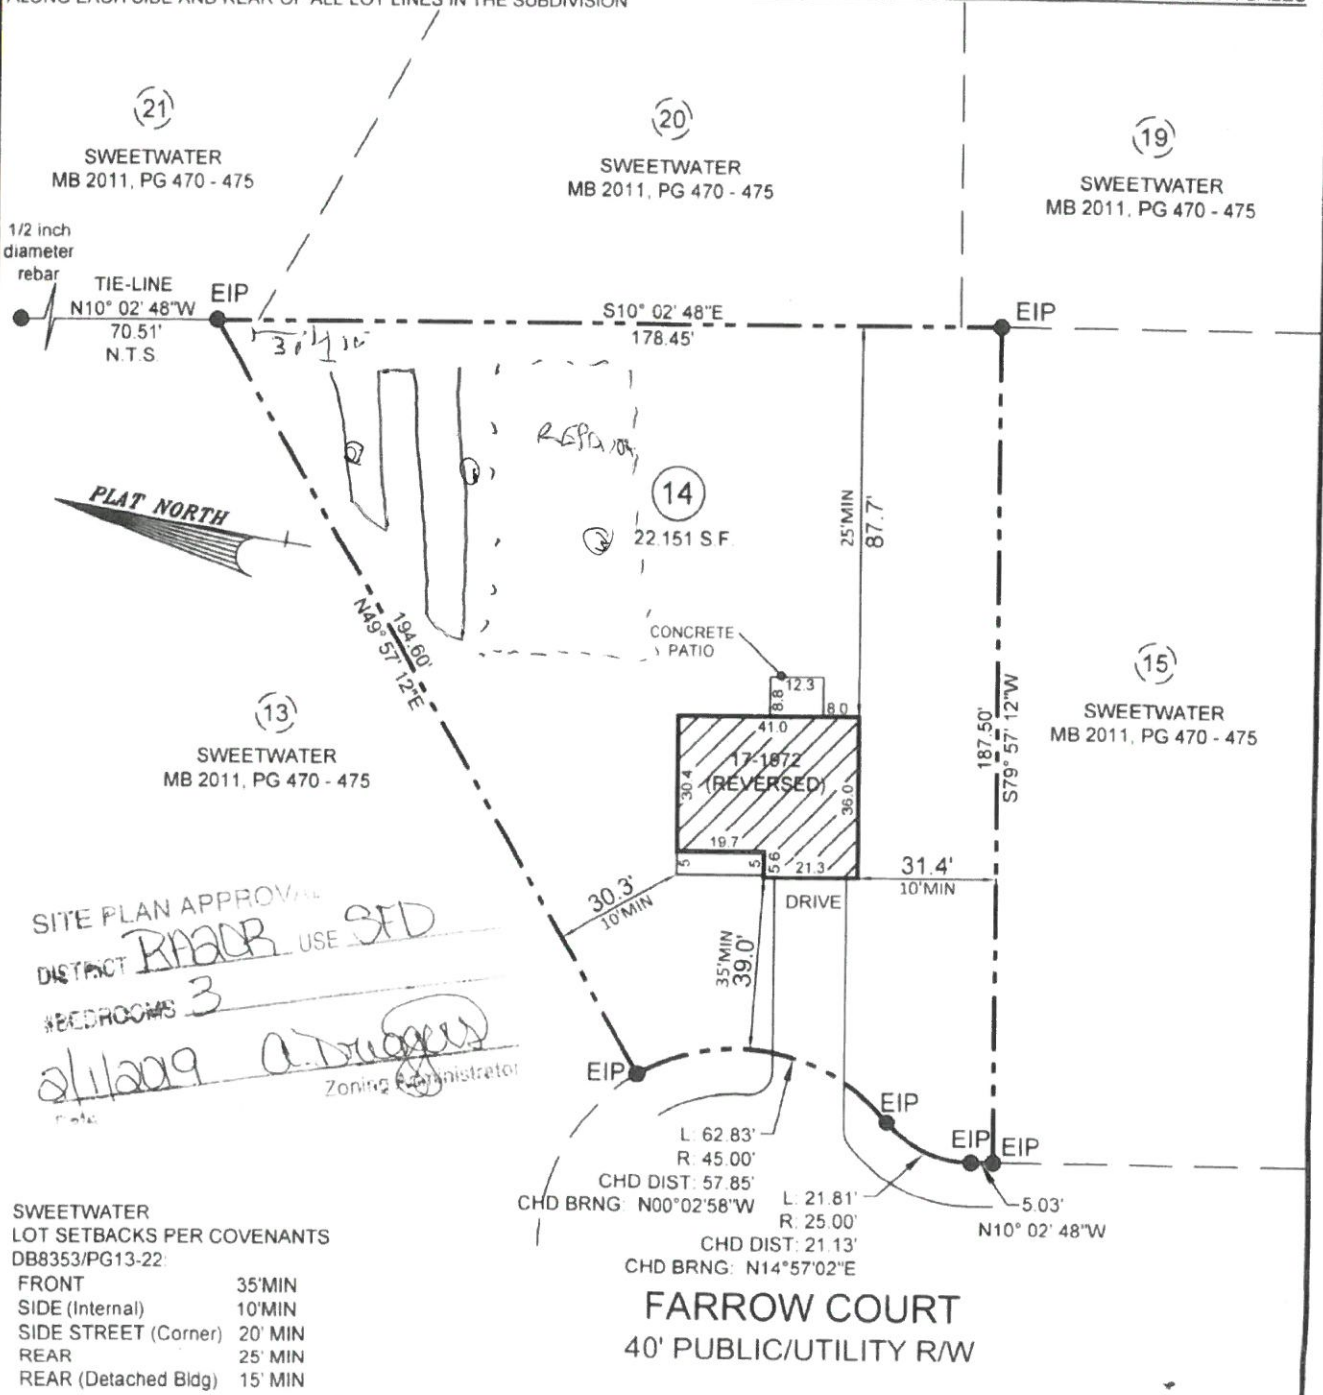 ALONG EACH SIDE AND REAR OF ALL LOT LINES IN THE SUBDIVISION
21
SWEETWATER
MB 2011, PG 470 - 475
20
SWEETWATER
MB 2011, PG 470 - 475
19
SWEETWATER
MB 2011, PG 470 - 475
1/2 inch
diameter
rebar
TIE-LINE
N10° 02' 48"W
70.51'
N.T.S.
EIP
S10° 02' 48"E
178.45'
EIP
30'
10'
PLAT NORTH
14
22,151 S.F.
25'MIN
87.7'
194.60'
N49° 57' 12"E
CONCRETE
PATIO
12.3
8.8
8.0
41.0
17-1972
(REVERSED)
30.4
36.0
19.7
5
5
5.6
21.3
187.50'
S79° 57' 12"W
15
SWEETWATER
MB 2011, PG 470 - 475
13
SWEETWATER
MB 2011, PG 470 - 475
30.3'
10'MIN
31.4'
10'MIN
DRIVE
35'MIN
39.0'
SITE PLAN APPROVAL
DISTRICT RA20R USE SFD
#BEDROOMS 3
2/1/2019 A. Driggers
Date
Zoning Administrator
EIP
EIP
EIP
EIP
L: 62.83'
R: 45.00'
CHD DIST: 57.85'
CHD BRNG: N00°02'58"W
L: 21.81'
R: 25.00'
CHD DIST: 21.13'
CHD BRNG: N14°57'02"E
5.03'
N10° 02' 48"W
SWEETWATER
LOT SETBACKS PER COVENANTS
DB8353/PG13-22:
FRONT 35'MIN
SIDE (Internal) 10'MIN
SIDE STREET (Corner) 20' MIN
REAR 25' MIN
REAR (Detached Bldg) 15' MIN
FARROW COURT
40' PUBLIC/UTILITY R/W